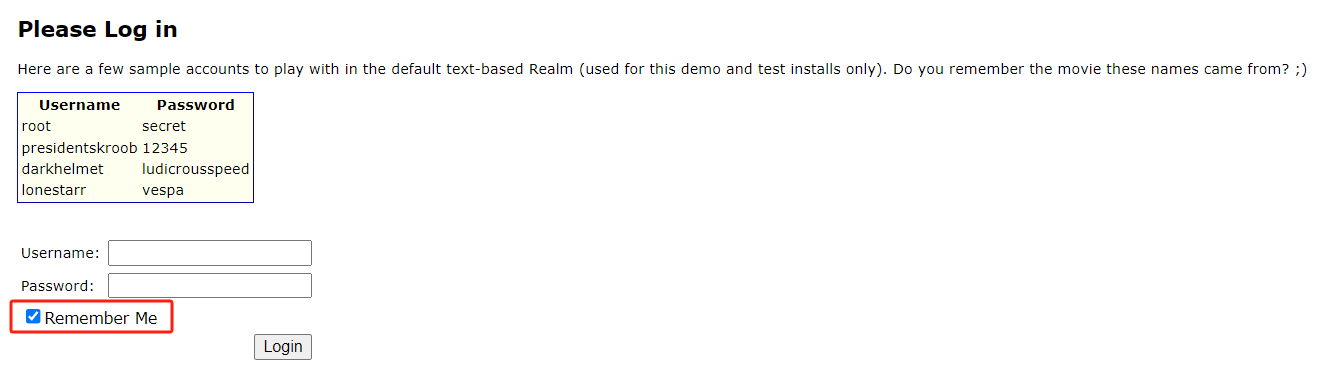 Please Log in
Here are a few sample accounts to play with in the default text-based Realm (used for this demo and test installs only). Do you remember the movie these names came from? ;)
Username Password
root secret
presidentskroob 12345
darkhelmet ludicrousspeed
lonestarr vespa
Username:
Password:
Remember Me
Login